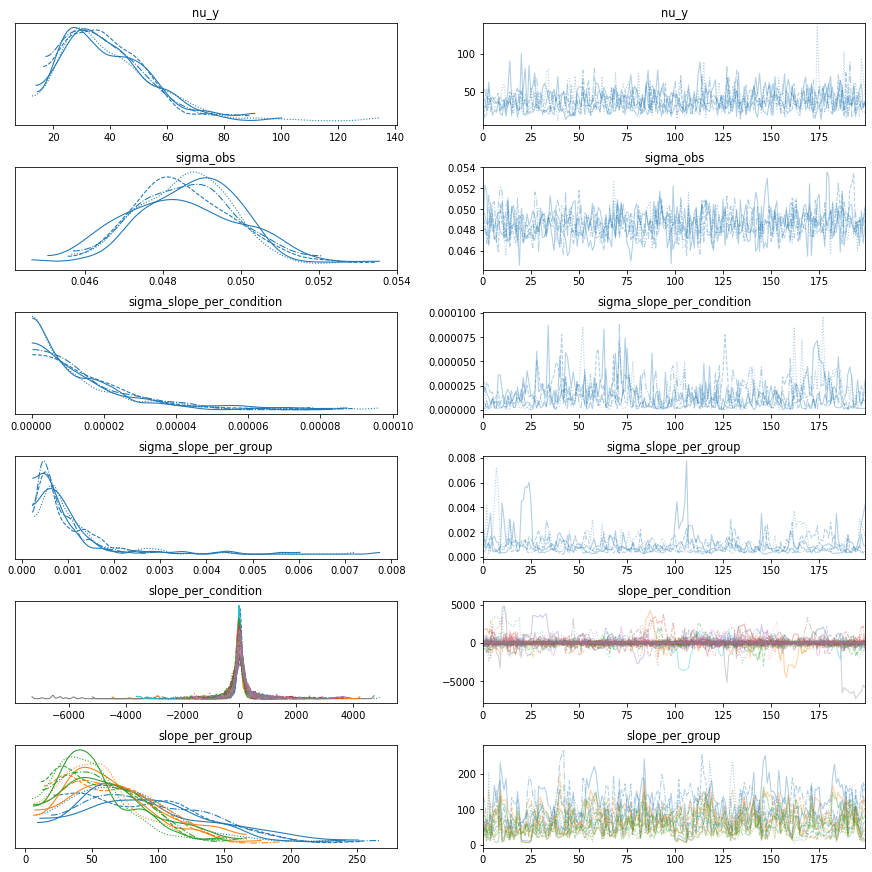 nu_y nu_y
100
50
20 40 60 80 100 120 140 0 25 50 75 100 125 150 175
sigma_obs sigma_obs
0.054
0.052
0.050
0.048
0.046
0.046 0.048 0.050 0.052 0.054 0 25 50 75 100 125 150 175
sigma_slope_per_condition sigma_slope_per_condition
0.000100
0.000075
0.000050
0.000025
0.000000
0.00000 0.00002 0.00004 0.00006 0.00008 0.00010 0 25 50 75 100 125 150 175
sigma_slope_per_group sigma_slope_per_group
0.008
0.006
0.004
0.002
0.000
0.000 0.001 0.002 0.003 0.004 0.005 0.006 0.007 0.008 0 25 50 75 100 125 150 175
slope_per_condition slope_per_condition
5000
0
−5000
−6000 −4000 −2000 0 2000 4000 0 25 50 75 100 125 150 175
slope_per_group slope_per_group
200
100
0
0 50 100 150 200 250 0 25 50 75 100 125 150 175